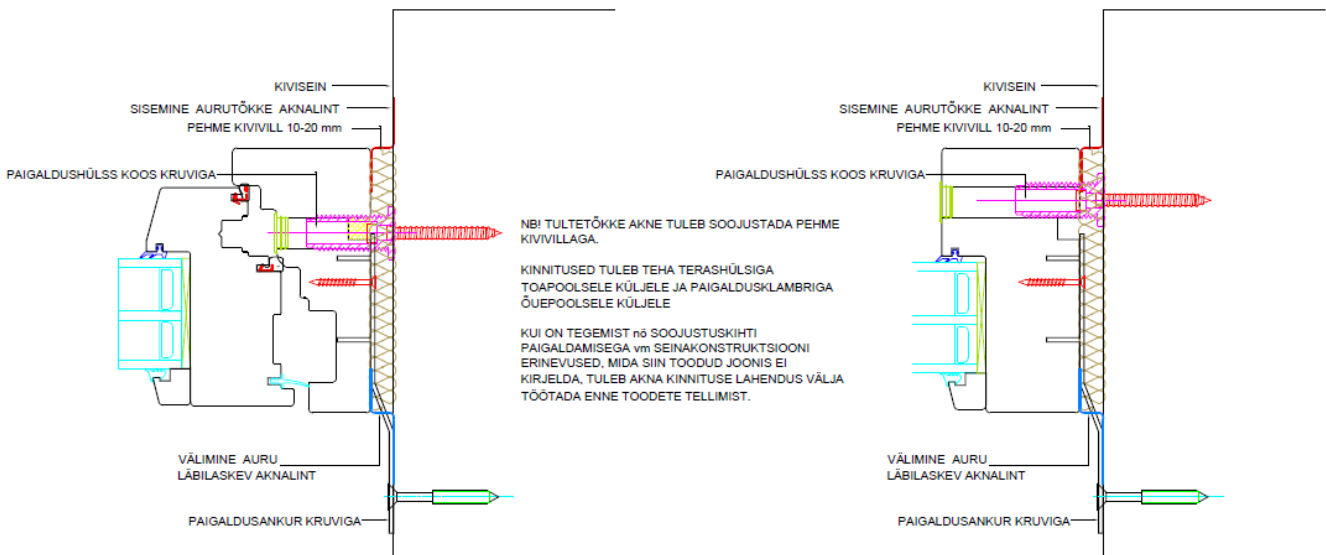 KIVISEIN
SISEMINE AURUTÕKKE AKNALINT
PEHME KIVIVILL 10-20 mm
PAIGALDUSHÜLSS KOOS KRUVIGA
VÄLIMINE AURU
LÄBILASKEV AKNALINT
PAIGALDUSANKUR KRUVIGA
NB! TULTETÕKKE AKNE TULEB SOOJUSTADA PEHME
KIVIVILLAGA.
KINNITUSED TULEB TEHA TERASHÜLSIGA
TOAPOOLSELE KÜLJELE JA PAIGALDUSKLAMBRIGA
ÕUEPOOLSELE KÜLJELE
KUI ON TEGEMIST nö SOOJUSTUSKIHTI
PAIGALDAMISEGA vm SEINAKONSTRUKTSIOONI
ERINEVUSED, MIDA SIIN TOODUD JOONIS EI
KIRJELDA, TULEB AKNA KINNITUSE LAHENDUS VÄLJA
TÖÖTADA ENNE TOODETE TELLIMIST.
KIVISEIN
SISEMINE AURUTÕKKE AKNALINT
PEHME KIVIVILL 10-20 mm
PAIGALDUSHÜLSS KOOS KRUVIGA
VÄLIMINE AURU
LÄBILASKEV AKNALINT
PAIGALDUSANKUR KRUVIGA